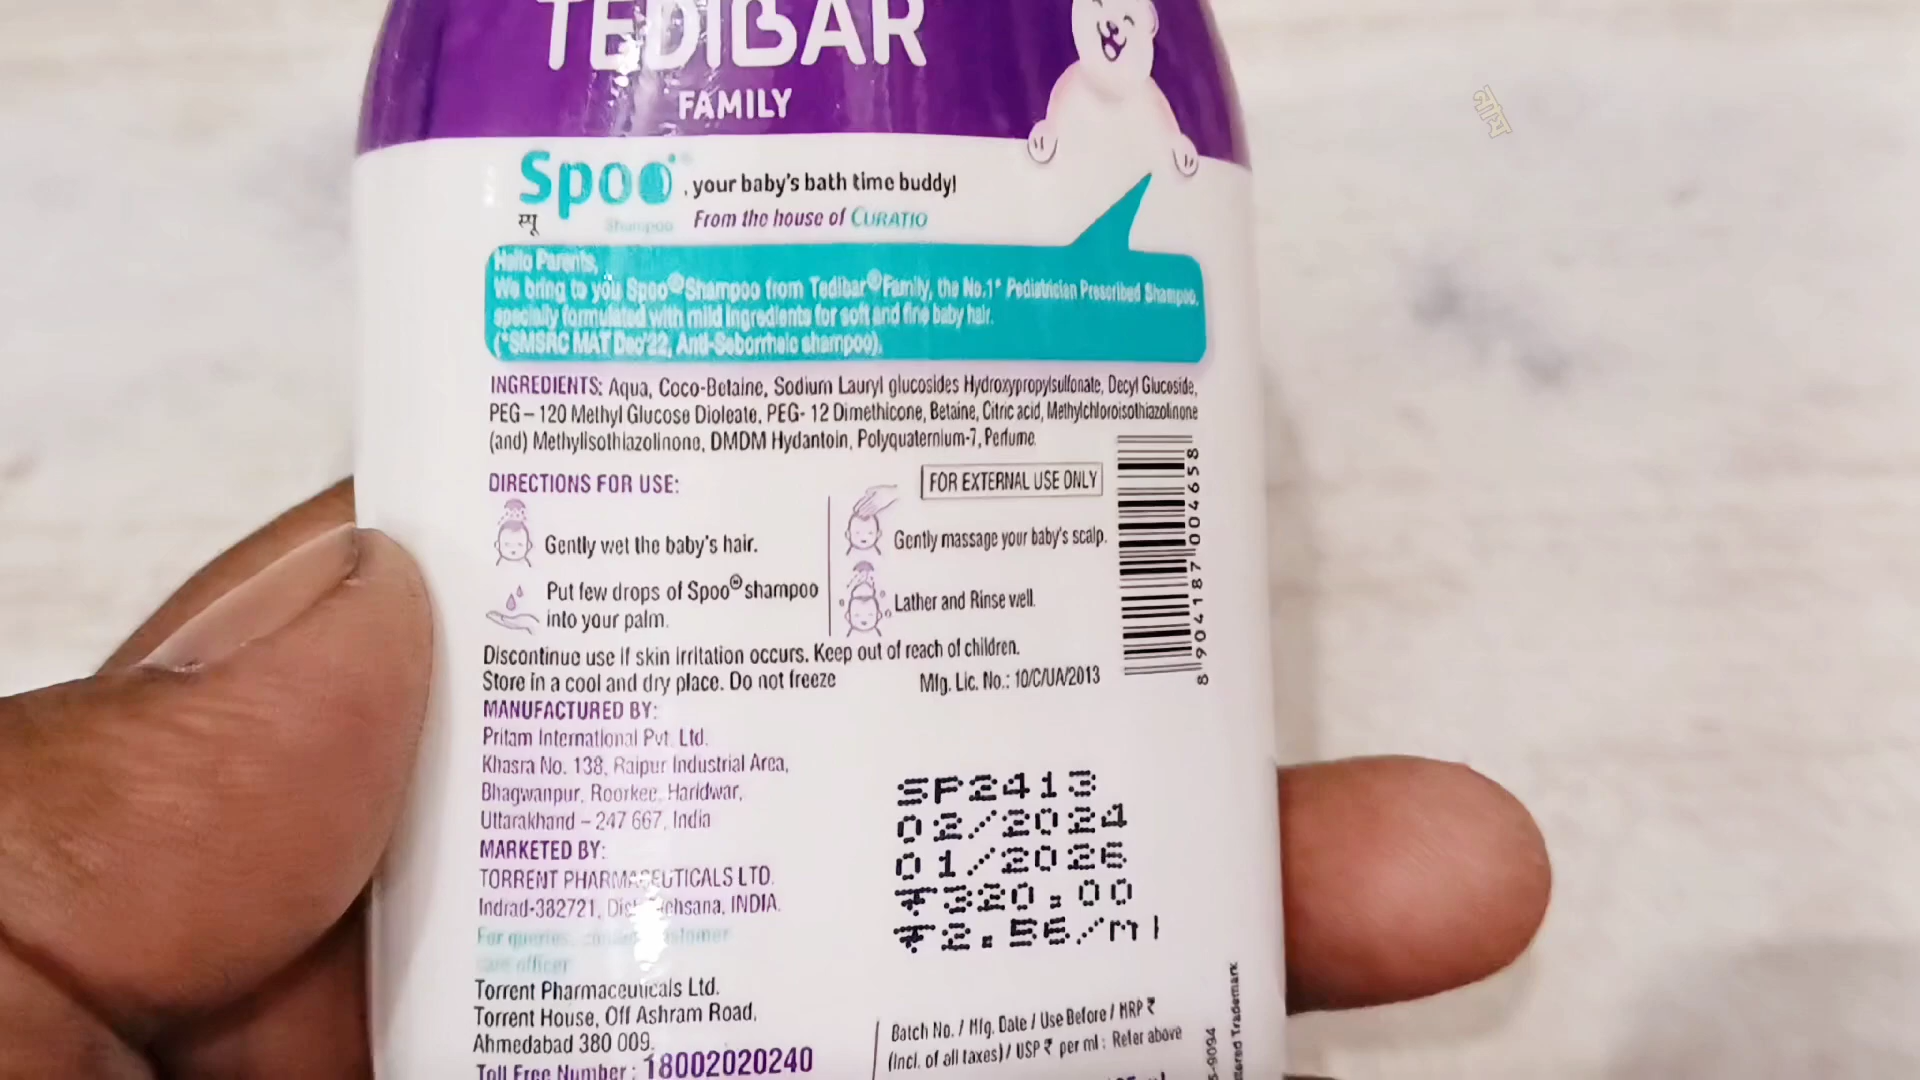 TEDIBAR
FAMILY
Spoo , your baby's bath time buddy!
स्पू Shampoo From the house of CURATIO
Hello Parents,
We bring to you Spoo® Shampoo from Tedibar® Family, the No.1* Pediatrician Prescribed Shampoo,
specially formulated with mild ingredients for soft and fine baby hair.
(*SMSRC MAT Dec'22, Anti-Seborrheic shampoo).
INGREDIENTS: Aqua, Coco-Betaine, Sodium Lauryl glucosides Hydroxypropylsulfonate, Decyl Glucoside,
PEG – 120 Methyl Glucose Dioleate, PEG- 12 Dimethicone, Betaine, Citric acid, Methylchloroisothiazolinone
(and) Methylisothiazolinone, DMDM Hydantoin, Polyquaternium-7, Perfume
DIRECTIONS FOR USE:
FOR EXTERNAL USE ONLY
Gently wet the baby's hair.
Put few drops of Spoo® shampoo
into your palm.
Gently massage your baby's scalp.
Lather and Rinse well.
8 904187 004658
Discontinue use if skin irritation occurs. Keep out of reach of children.
Store in a cool and dry place. Do not freeze
Mfg. Lic. No.: 10/C/UA/2013
MANUFACTURED BY:
Pritam International Pvt. Ltd.
Khasra No. 138, Raipur Industrial Area,
Bhagwanpur, Roorkee, Haridwar,
Uttarakhand – 247 667, India
MARKETED BY:
TORRENT PHARMACEUTICALS LTD.
Indrad-382721, INDIA.
For queries, customer
care officer
Torrent Pharmaceuticals Ltd.
Torrent House, Off Ashram Road,
Ahmedabad 380 009.
Toll Free Number : 18002020240
SP2413
02/2024
01/2026
₹320.00
₹2.56/ml
Batch No. / Mfg. Date / Use Before / MRP ₹
(Incl. of all taxes) / USP ₹ per ml : Refer above
5-9094
Trademark